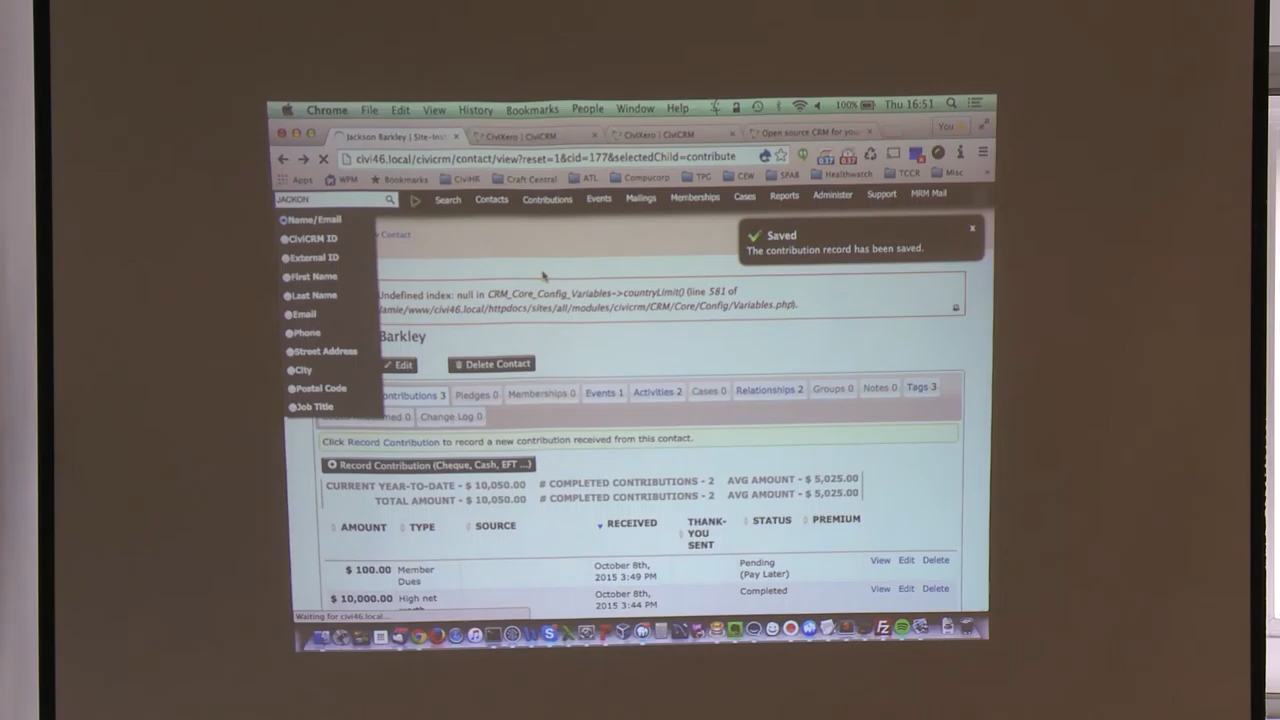 Chrome File Edit View History Bookmarks People Window Help 100% Thu 16:51
Jackson Barkley | Site-Inst CiviXero | CiviCRM CiviXero | CiviCRM Open source CRM for you You
civi46.local/civicrm/contact/view?reset=1&cid=177&selectedChild=contribute
Apps WPM Bookmarks CiviHR Craft Central ATL Compucorp TPG CEW SPAB Healthwatch TCCR Misc
JACKON Search Contacts Contributions Events Mailings Memberships Cases Reports Administer Support MRM Mail
Name/Email
CiviCRM ID
External ID
First Name
Last Name
Email
Phone
Street Address
City
Postal Code
Job Title
Contact
Saved x
The contribution record has been saved.
Undefined index: null in CRM_Core_Config_Variables->countryLimit() (line 581 of
amie/www/civi46.local/httpdocs/sites/all/modules/civicrm/CRM/Core/Config/Variables.php).
Barkley
Edit Delete Contact
ontributions 3 Pledges 0 Memberships 0 Events 1 Activities 2 Cases 0 Relationships 2 Groups 0 Notes 0 Tags 3
med 0 Change Log 0
Click Record Contribution to record a new contribution received from this contact.
Record Contribution (Cheque, Cash, EFT ...)
CURRENT YEAR-TO-DATE - $ 10,050.00 # COMPLETED CONTRIBUTIONS - 2 AVG AMOUNT - $ 5,025.00
TOTAL AMOUNT - $ 10,050.00 # COMPLETED CONTRIBUTIONS - 2 AVG AMOUNT - $ 5,025.00
AMOUNT TYPE SOURCE RECEIVED THANK-YOU SENT STATUS PREMIUM
$ 100.00 Member Dues October 8th, 2015 3:49 PM Pending (Pay Later) View Edit Delete
$ 10,000.00 High net October 8th, 2015 3:44 PM Completed View Edit Delete
Waiting for civi46.local...